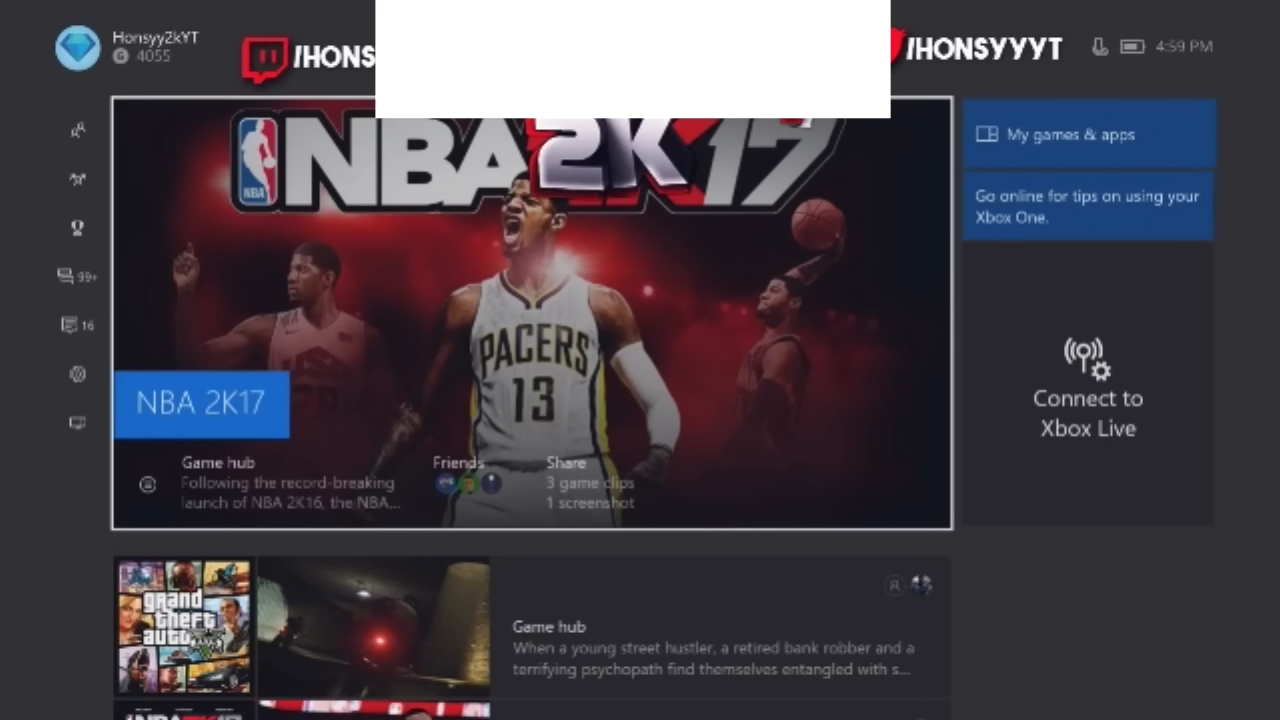 Honsyy2kYT
4055
/HONS
/HONSYYYT
4:59 PM
NBA 2K17
NBA
My games & apps
Go online for tips on using your
Xbox One.
99+
16
PACERS
13
Connect to
Xbox Live
NBA 2K17
Game hub
Following the record-breaking
launch of NBA 2K16, the NBA...
Friends
Share
3 game clips
1 screenshot
grand
theft
auto
Game hub
When a young street hustler, a retired bank robber and a
terrifying psychopath find themselves entangled with s...